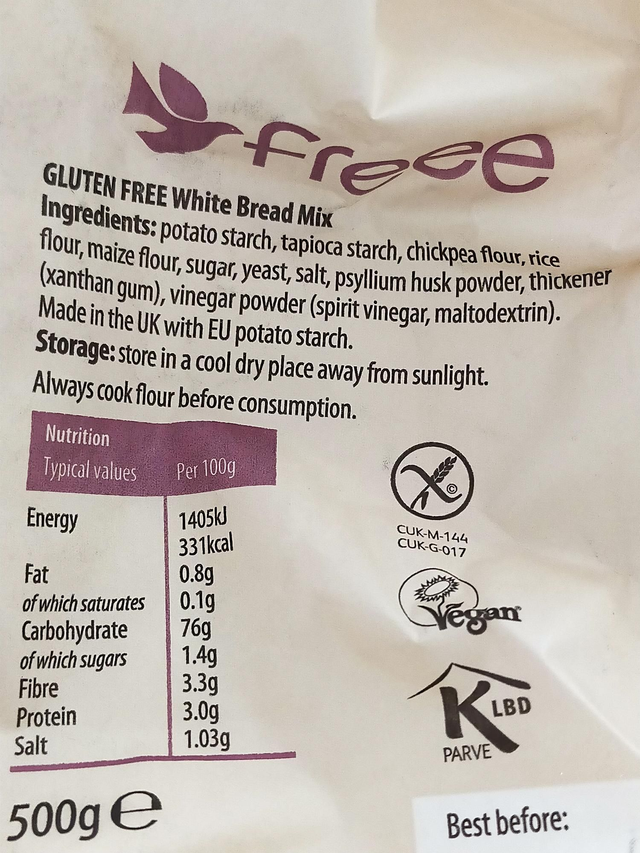 freee
GLUTEN FREE White Bread Mix
Ingredients: potato starch, tapioca starch, chickpea flour, rice
flour, maize flour, sugar, yeast, salt, psyllium husk powder, thickener
(xanthan gum), vinegar powder (spirit vinegar, maltodextrin).
Made in the UK with EU potato starch.
Storage: store in a cool dry place away from sunlight.
Always cook flour before consumption.
Nutrition
Typical values Per 100g
Energy 1405kJ
331kcal
Fat 0.8g
of which saturates 0.1g
Carbohydrate 76g
of which sugars 1.4g
Fibre 3.3g
Protein 3.0g
Salt 1.03g
500g e
©
CUK-M-144
CUK-G-017
Vegan
K LBD
PARVE
Best before: